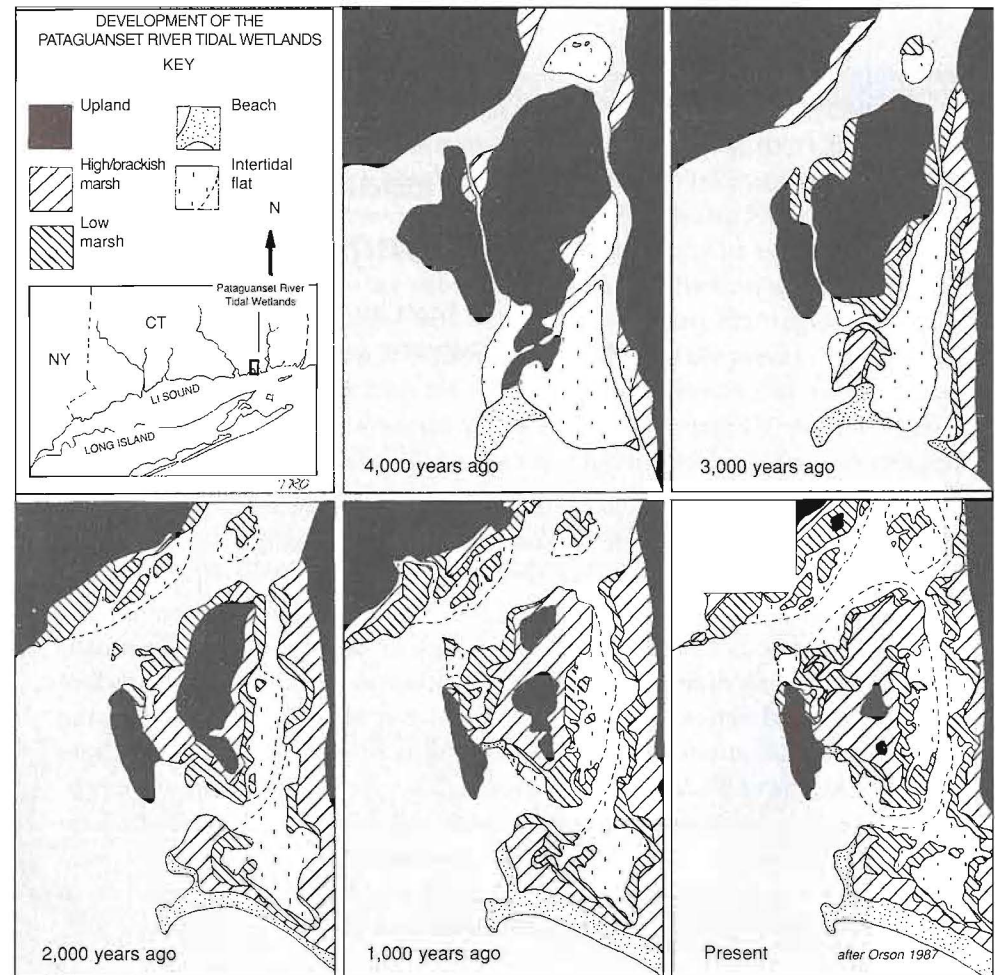 DEVELOPMENT OF THE
PATAGUANSET RIVER TIDAL WETLANDS
KEY
Upland
Beach
High/brackish
marsh
Intertidal
flat
Low
marsh
N
Pataguanset River
Tidal Wetlands
CT
NY
LI SOUND
LONG ISLAND
4,000 years ago
3,000 years ago
2,000 years ago
1,000 years ago
Present
after Orson 1987